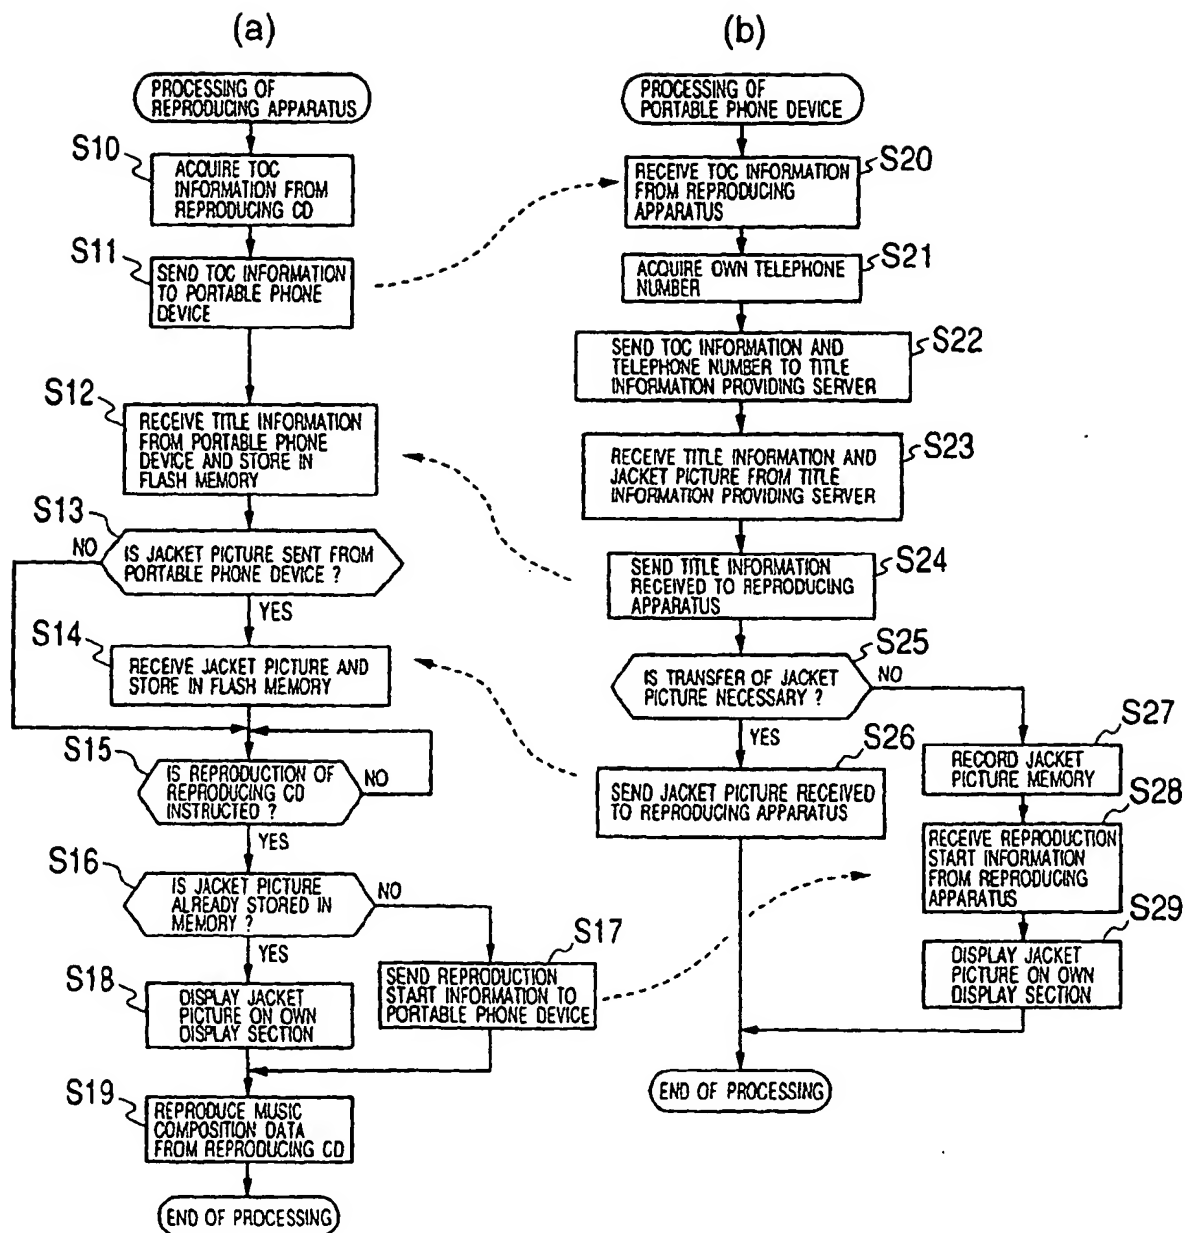 (a)
PROCESSING OF
REPRODUCING APPARATUS
S10
ACQUIRE TOC
INFORMATION FROM
REPRODUCING CD
S11
SEND TOC INFORMATION
TO PORTABLE PHONE
DEVICE
S12
RECEIVE TITLE INFORMATION
FROM PORTABLE PHONE
DEVICE AND STORE IN
FLASH MEMORY
S13
NO
IS JACKET PICTURE SENT FROM
PORTABLE PHONE DEVICE ?
YES
S14
RECEIVE JACKET PICTURE AND
STORE IN FLASH MEMORY
S15
IS REPRODUCTION OF
REPRODUCING CD
INSTRUCTED ?
NO
YES
S16
IS JACKET PICTURE
ALREADY STORED IN
MEMORY ?
NO
YES
S17
SEND REPRODUCTION
START INFORMATION TO
PORTABLE PHONE DEVICE
S18
DISPLAY JACKET
PICTURE ON OWN
DISPLAY SECTION
S19
REPRODUCE MUSIC
COMPOSITION DATA
FROM REPRODUCING CD
END OF PROCESSING
(b)
PROCESSING OF
PORTABLE PHONE DEVICE
S20
RECEIVE TOC INFORMATION
FROM REPRODUCING
APPARATUS
S21
ACQUIRE OWN TELEPHONE
NUMBER
S22
SEND TOC INFORMATION AND
TELEPHONE NUMBER TO TITLE
INFORMATION PROVIDING SERVER
S23
RECEIVE TITLE INFORMATION AND
JACKET PICTURE FROM TITLE
INFORMATION PROVIDING SERVER
S24
SEND TITLE INFORMATION
RECEIVED TO REPRODUCING
APPARATUS
S25
IS TRANSFER OF JACKET
PICTURE NECESSARY ?
NO
YES
S26
SEND JACKET PICTURE RECEIVED
TO REPRODUCING APPARATUS
S27
RECORD JACKET
PICTURE MEMORY
S28
RECEIVE REPRODUCTION
START INFORMATION
FROM REPRODUCING
APPARATUS
S29
DISPLAY JACKET
PICTURE ON OWN
DISPLAY SECTION
END OF PROCESSING